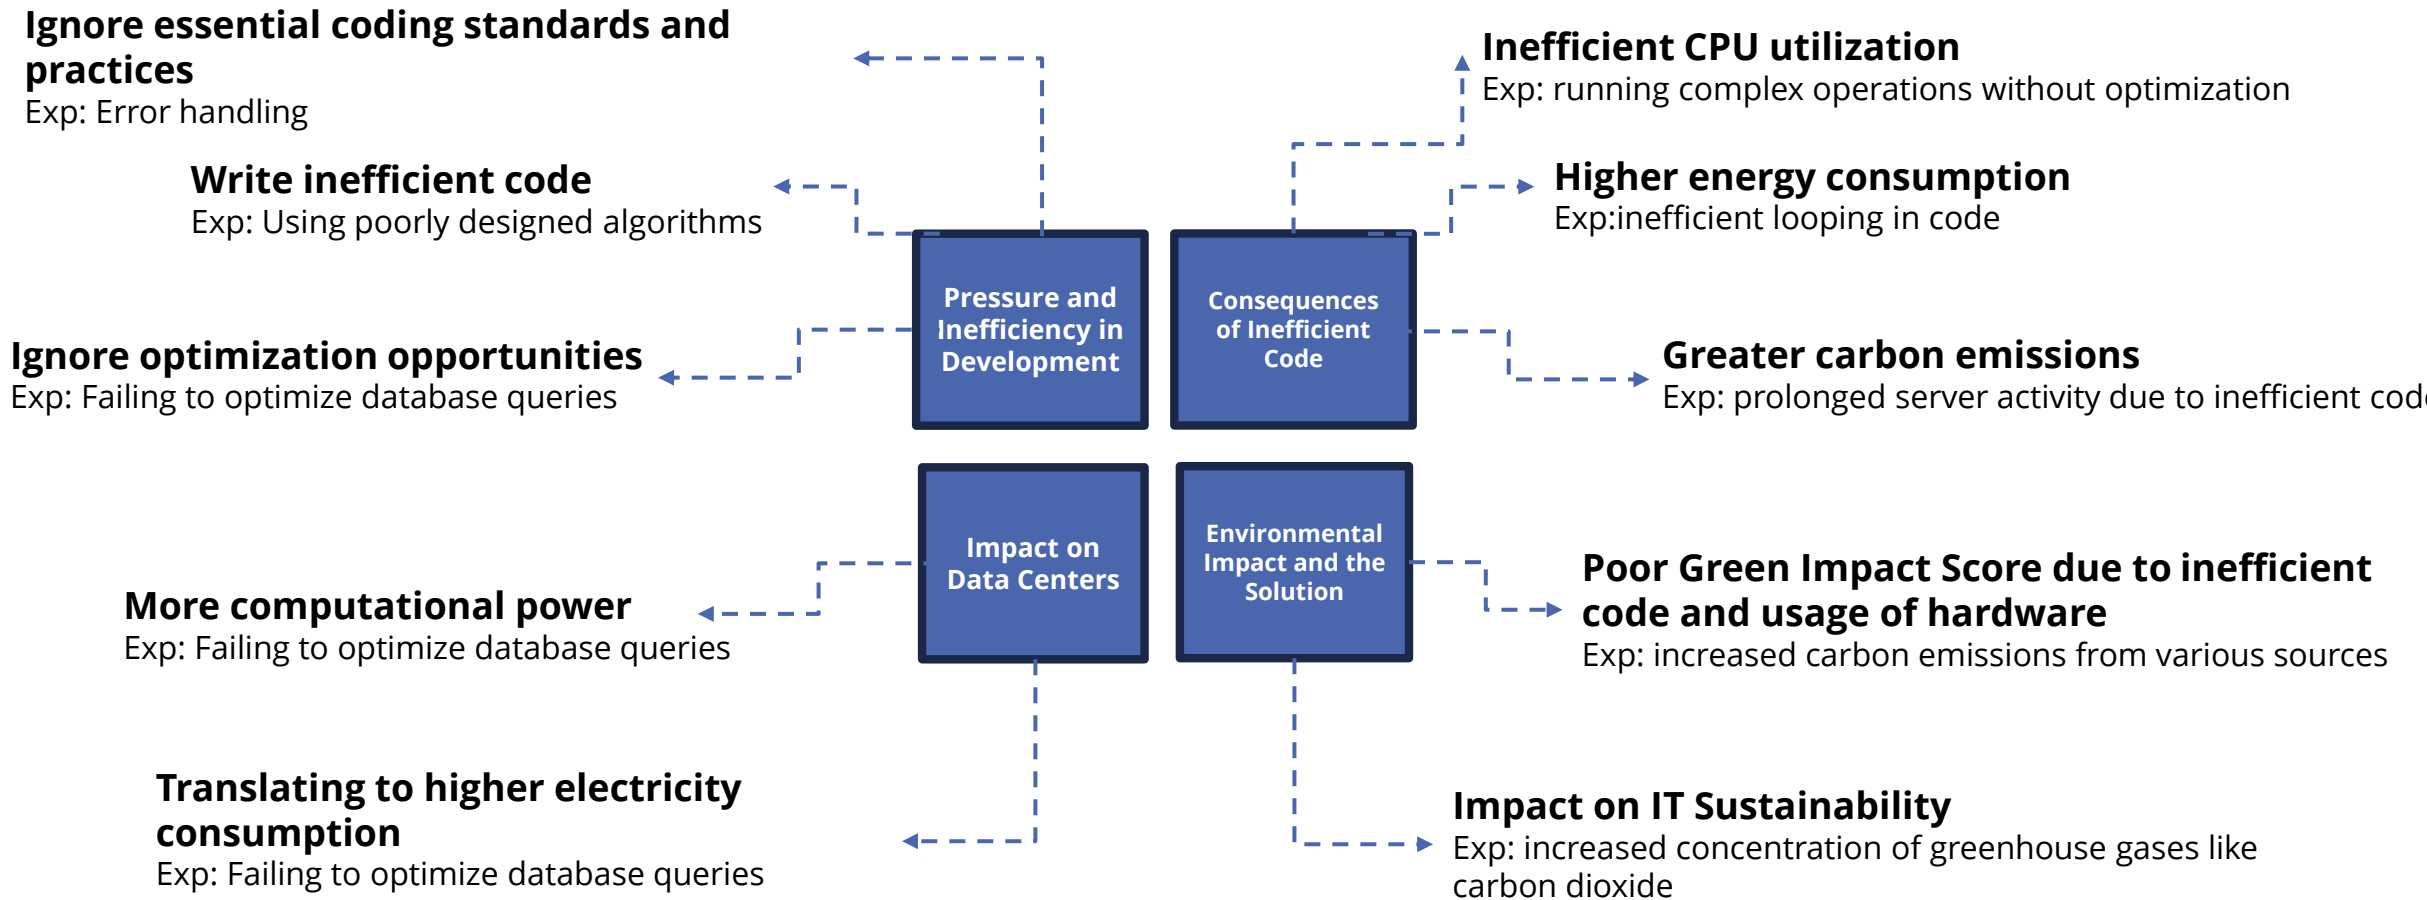 Ignore essential coding standards and
practices
Exp: Error handling
Write inefficient code
Exp: Using poorly designed algorithms
Ignore optimization opportunities
Exp: Failing to optimize database queries
Pressure and
Inefficiency in
Development
Consequences
of Inefficient
Code
Inefficient CPU utilization
Exp: running complex operations without optimization
Higher energy consumption
Exp:inefficient looping in code
Greater carbon emissions
Exp: prolonged server activity due to inefficient code
More computational power
Exp: Failing to optimize database queries
Translating to higher electricity
consumption
Exp: Failing to optimize database queries
Impact on
Data Centers
Environmental
Impact and the
Solution
Poor Green Impact Score due to inefficient
code and usage of hardware
Exp: increased carbon emissions from various sources
Impact on IT Sustainability
Exp: increased concentration of greenhouse gases like
carbon dioxide